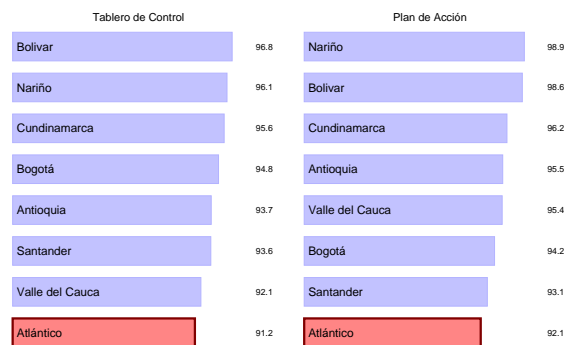 Tablero de Control
Bolivar 96.8
Nariño 96.1
Cundinamarca 95.6
Bogotá 94.8
Antioquia 93.7
Santander 93.6
Valle del Cauca 92.1
Atlántico 91.2
Plan de Acción
Nariño 98.9
Bolivar 98.6
Cundinamarca 96.2
Antioquia 95.5
Valle del Cauca 95.4
Bogotá 94.2
Santander 93.1
Atlántico 92.1